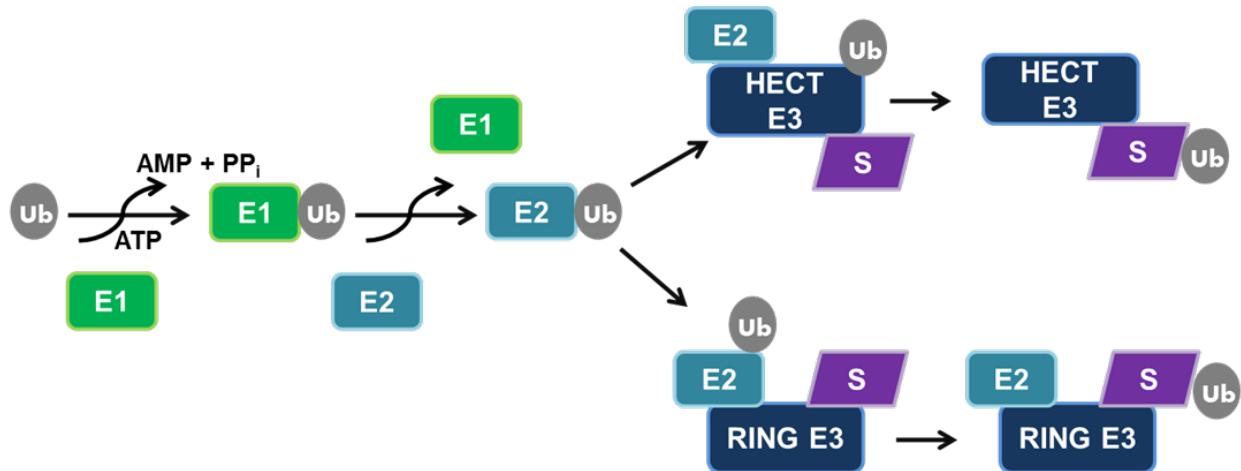 E2
Ub
HECT
E3
S
HECT
E3
S
Ub
E1
AMP + PPi
Ub
ATP
E1
Ub
E2
Ub
E1
E2
Ub
E2
S
RING E3
E2
S
Ub
RING E3